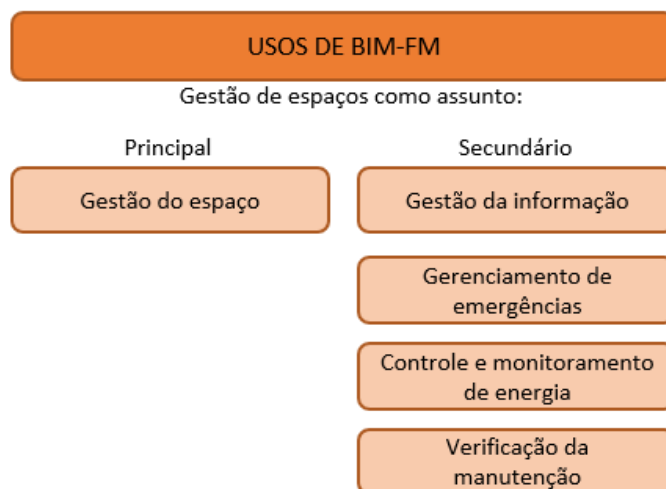 USOS DE BIM-FM
Gestão de espaços como assunto:
Principal
Secundário
Gestão do espaço
Gestão da informação
Gerenciamento de
emergências
Controle e monitoramento
de energia
Verificação da
manutenção